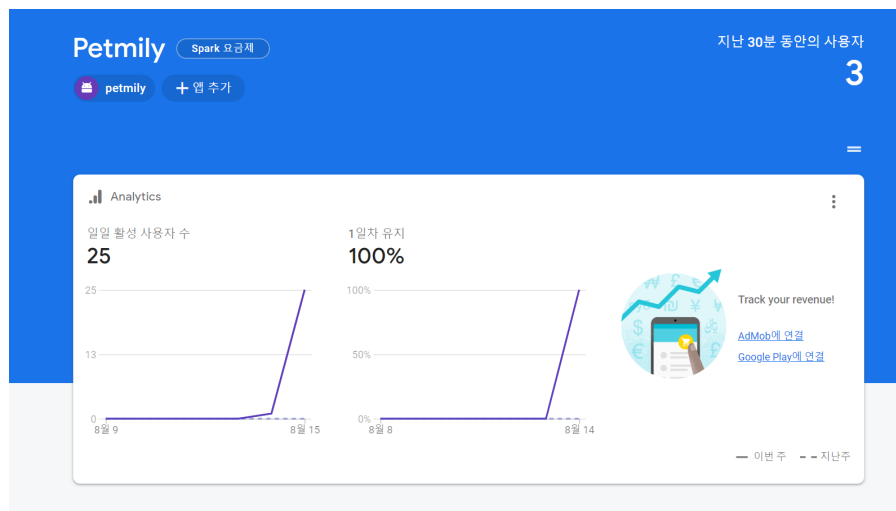 Petmily
Spark 요금제
지난 30분 동안의 사용자
3
petmily
+ 앱 추가
Analytics
일일 활성 사용자 수
25
1일차 유지
100%
25
13
0
8월 9
8월 15
100%
50%
0%
8월 8
8월 14
Track your revenue!
AdMob에 연결
Google Play에 연결
이번 주
지난주